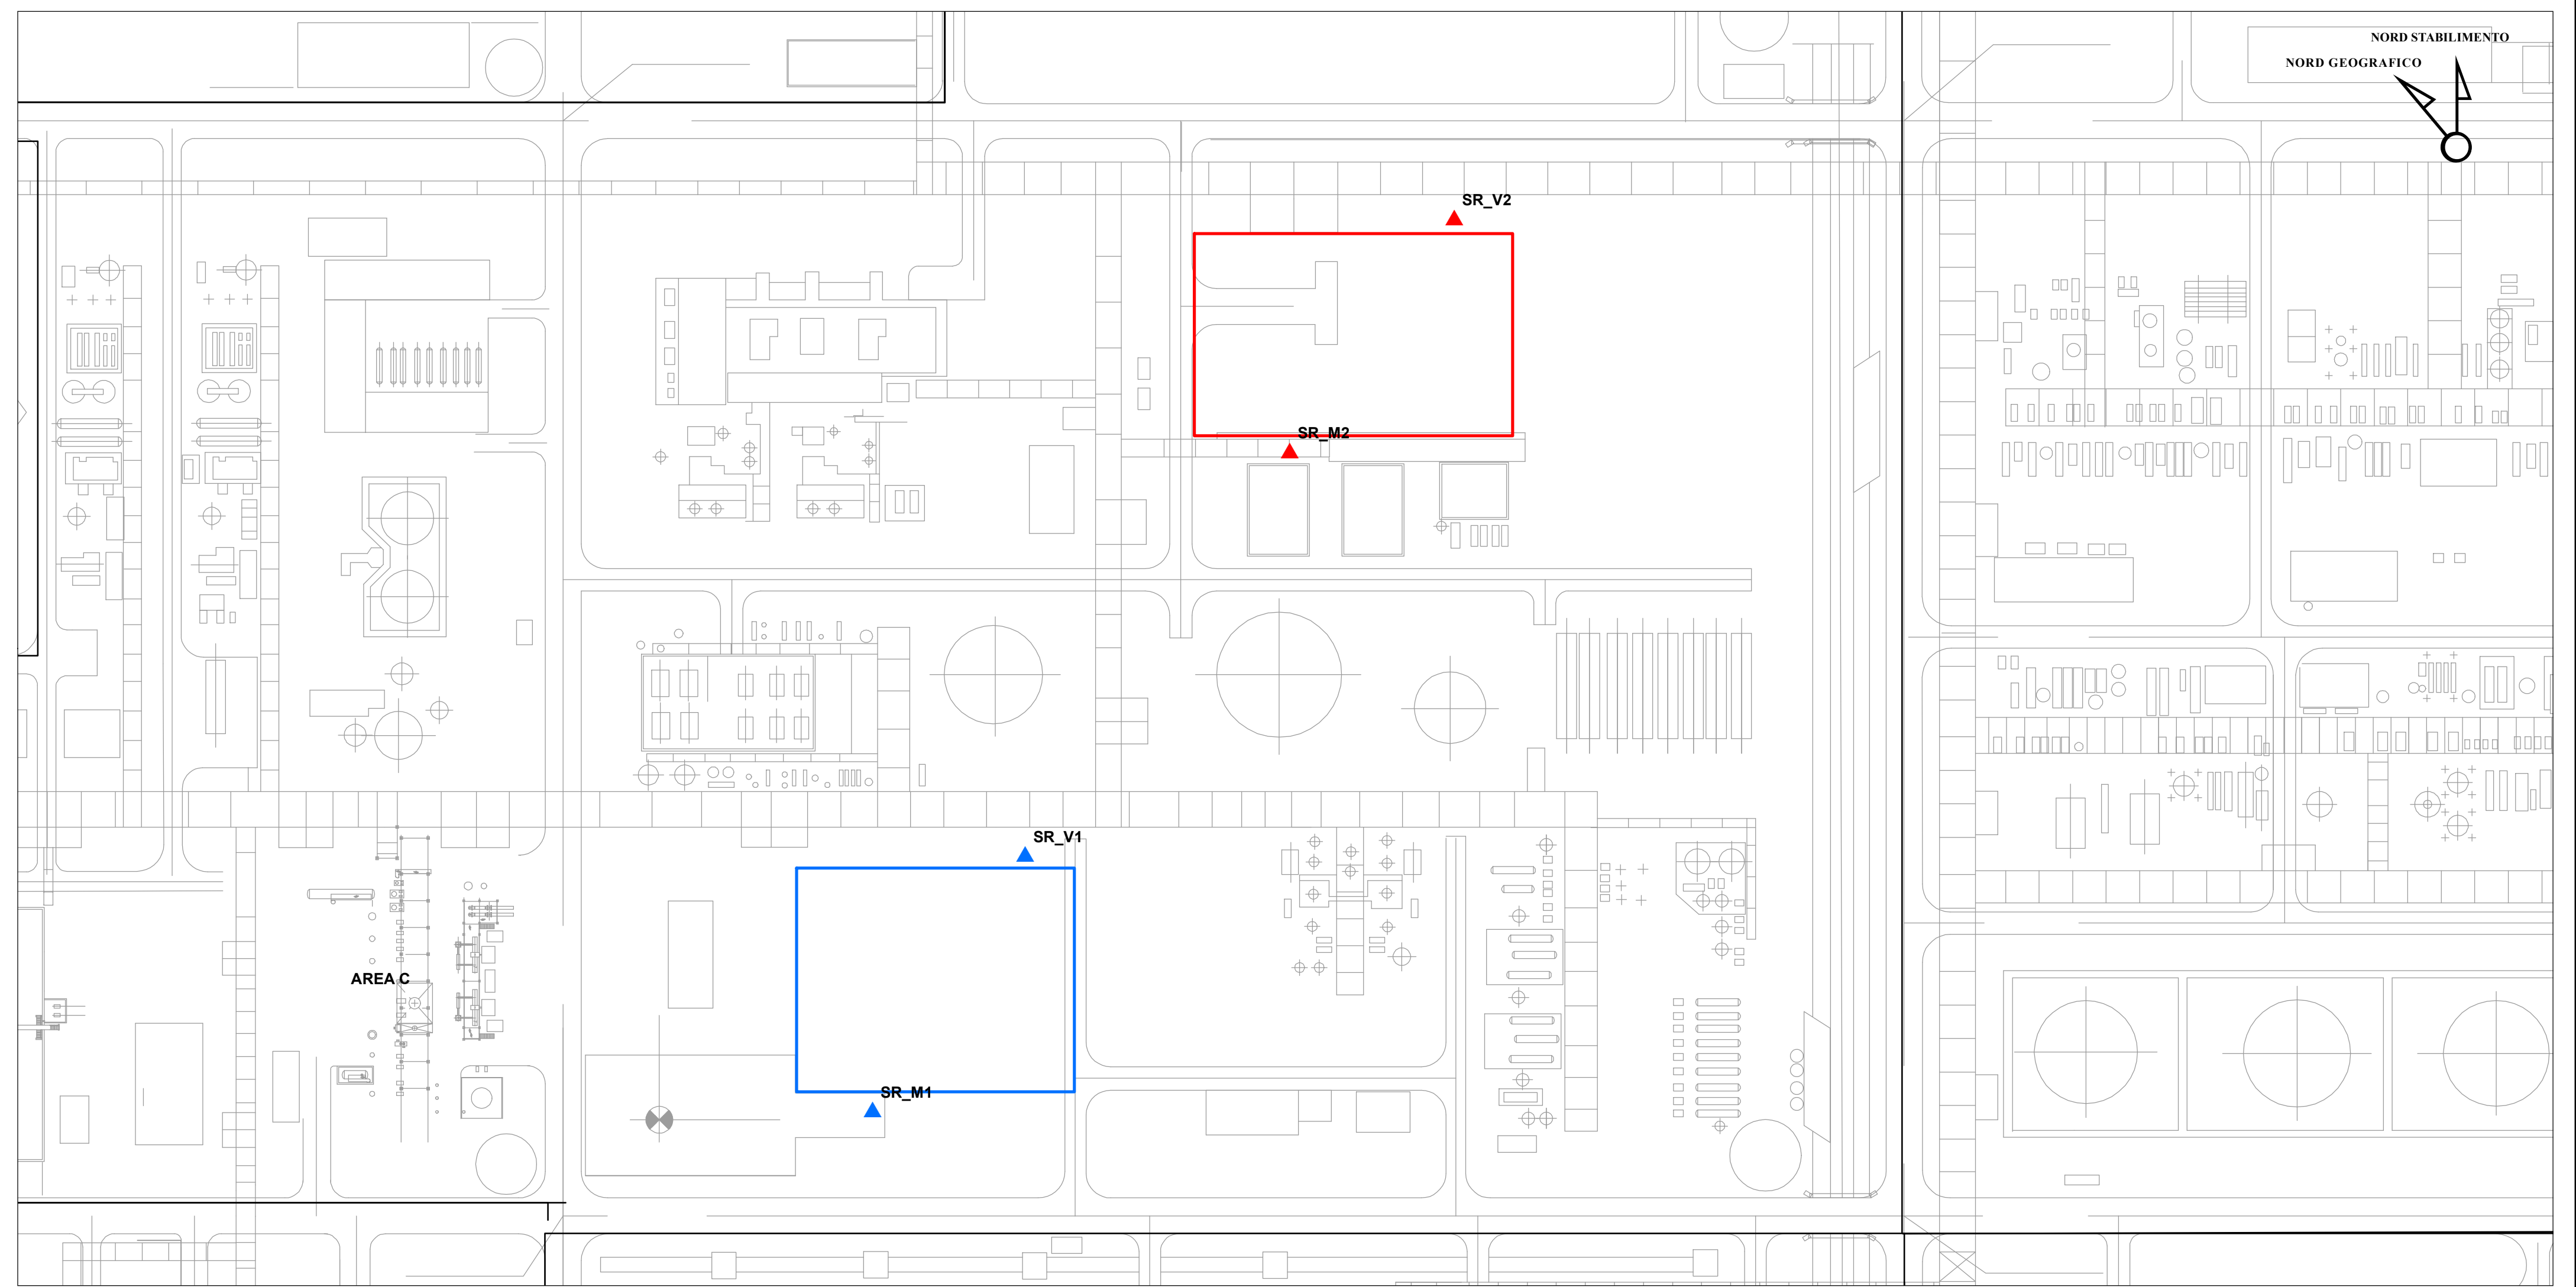 NORD STABILIMENTO
NORD GEOGRAFICO
SR_V2
SR_M2
SR_V1
AREA C
SR_M1